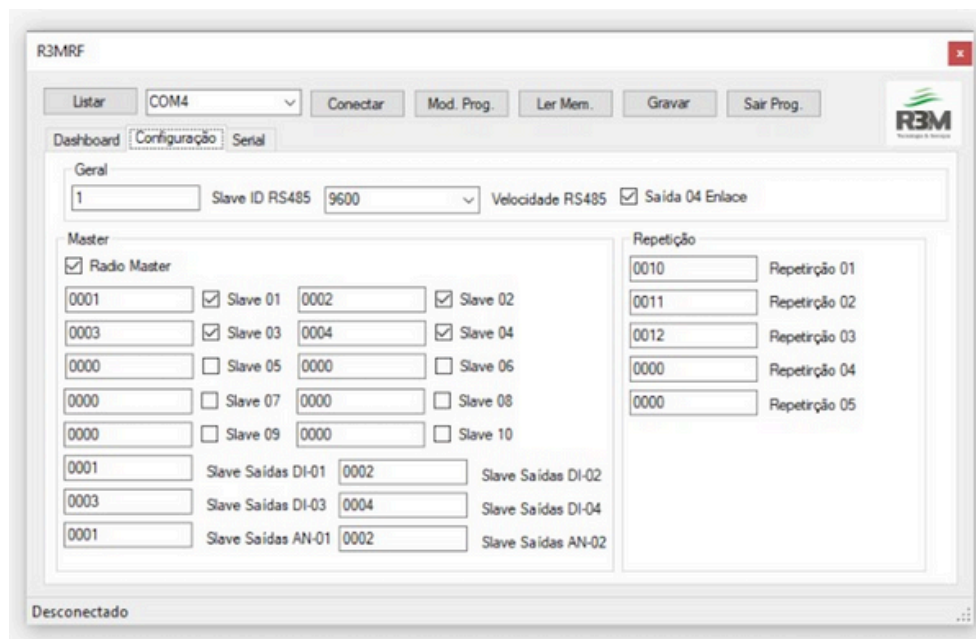 R3MRF x
Listar COM4 Conectar Mod. Prog. Ler Mem. Gravar Sair Prog.
R3M
Tecnologia & Serviços
Dashboard Configuração Serial
Geral
1 Slave ID RS485 9600 Velocidade RS485 Saída 04 Enlace
Master Repetição
Radio Master
0010 Repetirção 01
0001 Slave 01 0002 Slave 02
0011 Repetirção 02
0003 Slave 03 0004 Slave 04
0012 Repetirção 03
0000 Slave 05 0000 Slave 06
0000 Repetirção 04
0000 Slave 07 0000 Slave 08
0000 Repetirção 05
0000 Slave 09 0000 Slave 10
0001 Slave Saídas DI-01 0002 Slave Saídas DI-02
0003 Slave Saídas DI-03 0004 Slave Saídas DI-04
0001 Slave Saídas AN-01 0002 Slave Saídas AN-02
Desconectado